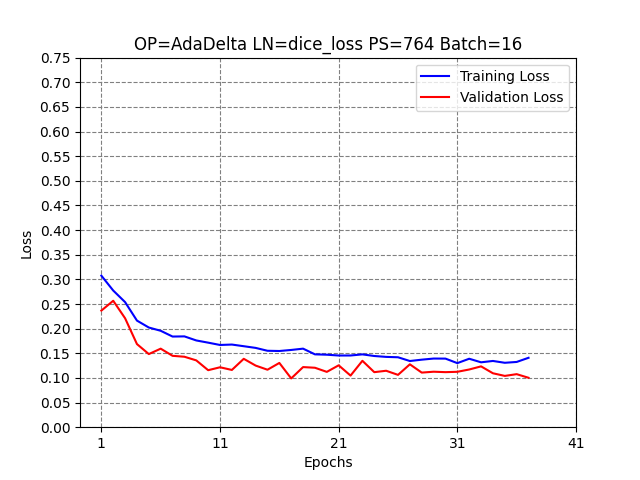 OP=AdaDelta LN=dice_loss PS=764 Batch=16
Training Loss
Validation Loss
Loss
0.75
0.70
0.65
0.60
0.55
0.50
0.45
0.40
0.35
0.30
0.25
0.20
0.15
0.10
0.05
0.00
1 11 21 31 41
Epochs